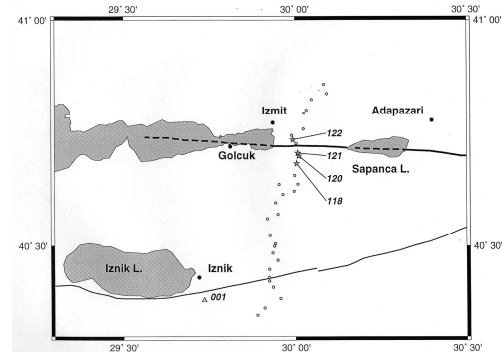 29˚ 30' 30˚ 00' 30˚ 30'
41˚ 00' 41˚ 00'
Izmit
Adapazari
122
Golcuk
121
Sapanca L.
120
118
40˚ 30' 40˚ 30'
Iznik L.
Iznik
001
29˚ 30' 30˚ 00' 30˚ 30'